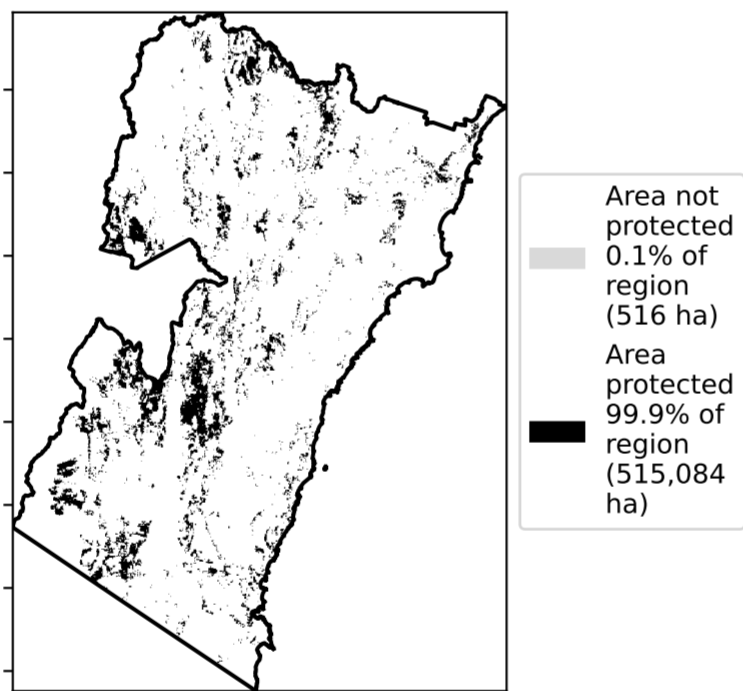 Area not
protected
0.1% of
region
(516 ha)
Area
protected
99.9% of
region
(515,084
ha)